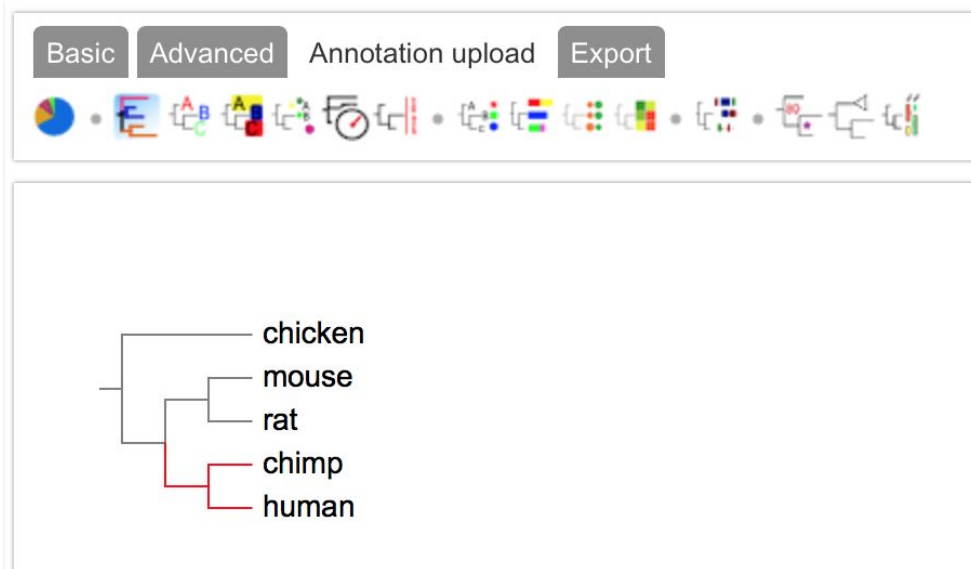 Basic Advanced Annotation upload Export
chicken
mouse
rat
chimp
human